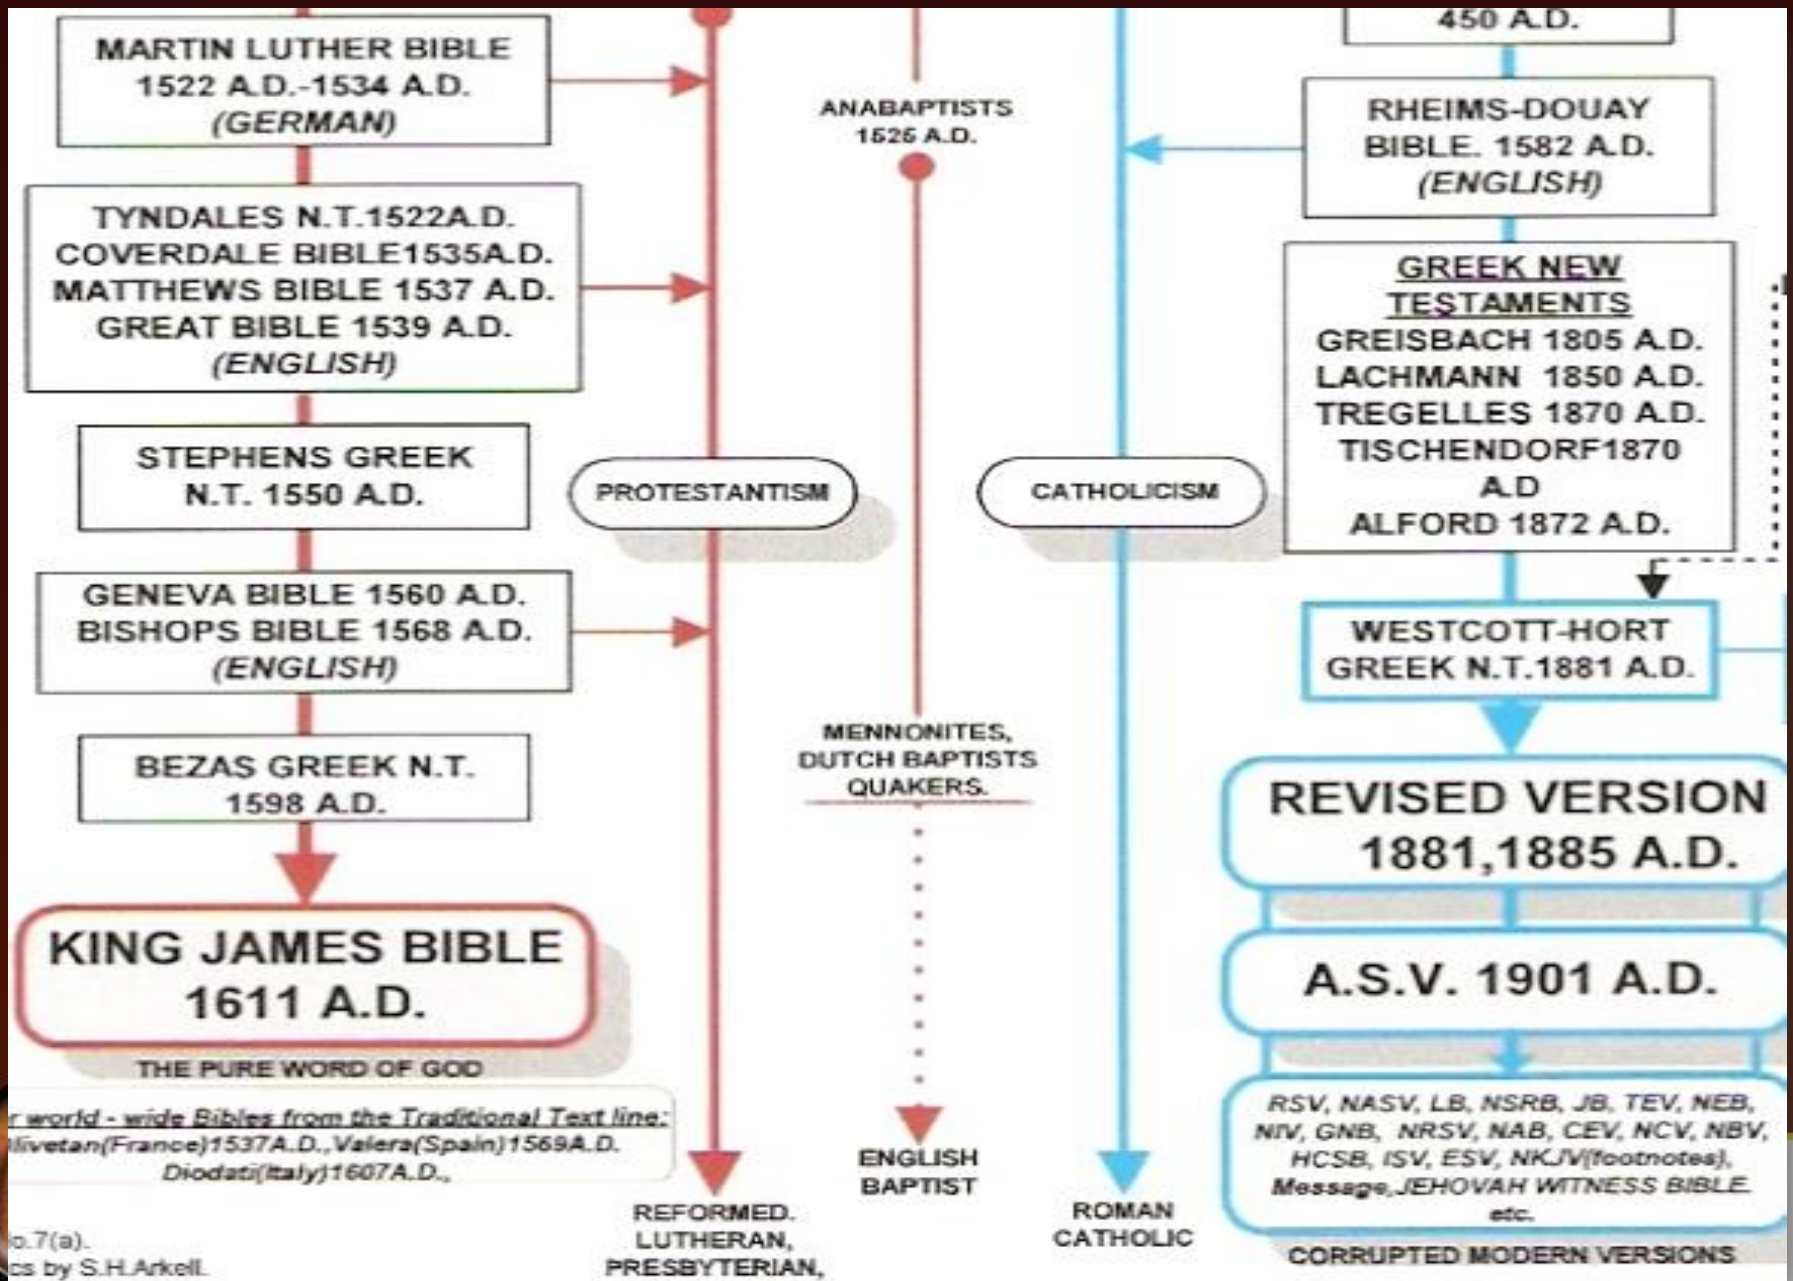 MARTIN LUTHER BIBLE
1522 A.D.-1534 A.D.
(GERMAN)
TYNDALES N.T.1522A.D.
COVERDALE BIBLE1535A.D.
MATTHEWS BIBLE 1537 A.D.
GREAT BIBLE 1539 A.D.
(ENGLISH)
STEPHENS GREEK
N.T. 1550 A.D.
GENEVA BIBLE 1560 A.D.
BISHOPS BIBLE 1568 A.D.
(ENGLISH)
BEZAS GREEK N.T.
1598 A.D.
KING JAMES BIBLE
1611 A.D.
THE PURE WORD OF GOD
r world - wide Bibles from the Traditional Text line:
livetan(France)1537A.D.,Valera(Spain)1569A.D.
Diodati(Italy)1607A.D.,
o.7(a).
cs by S.H.Arkell.
PROTESTANTISM
REFORMED.
LUTHERAN,
PRESBYTERIAN,
ANABAPTISTS
1525 A.D.
MENNONITES,
DUTCH BAPTISTS
QUAKERS.
ENGLISH
BAPTIST
CATHOLICISM
ROMAN
CATHOLIC
450 A.D.
RHEIMS-DOUAY
BIBLE. 1582 A.D.
(ENGLISH)
GREEK NEW
TESTAMENTS
GREISBACH 1805 A.D.
LACHMANN 1850 A.D.
TREGELLES 1870 A.D.
TISCHENDORF1870
A.D
ALFORD 1872 A.D.
WESTCOTT-HORT
GREEK N.T.1881 A.D.
REVISED VERSION
1881,1885 A.D.
A.S.V. 1901 A.D.
RSV, NASV, LB, NSRB, JB, TEV, NEB,
NIV, GNB, NRSV, NAB, CEV, NCV, NBV,
HCSB, ISV, ESV, NKJV(footnotes),
Message,JEHOVAH WITNESS BIBLE.
etc.
CORRUPTED MODERN VERSIONS